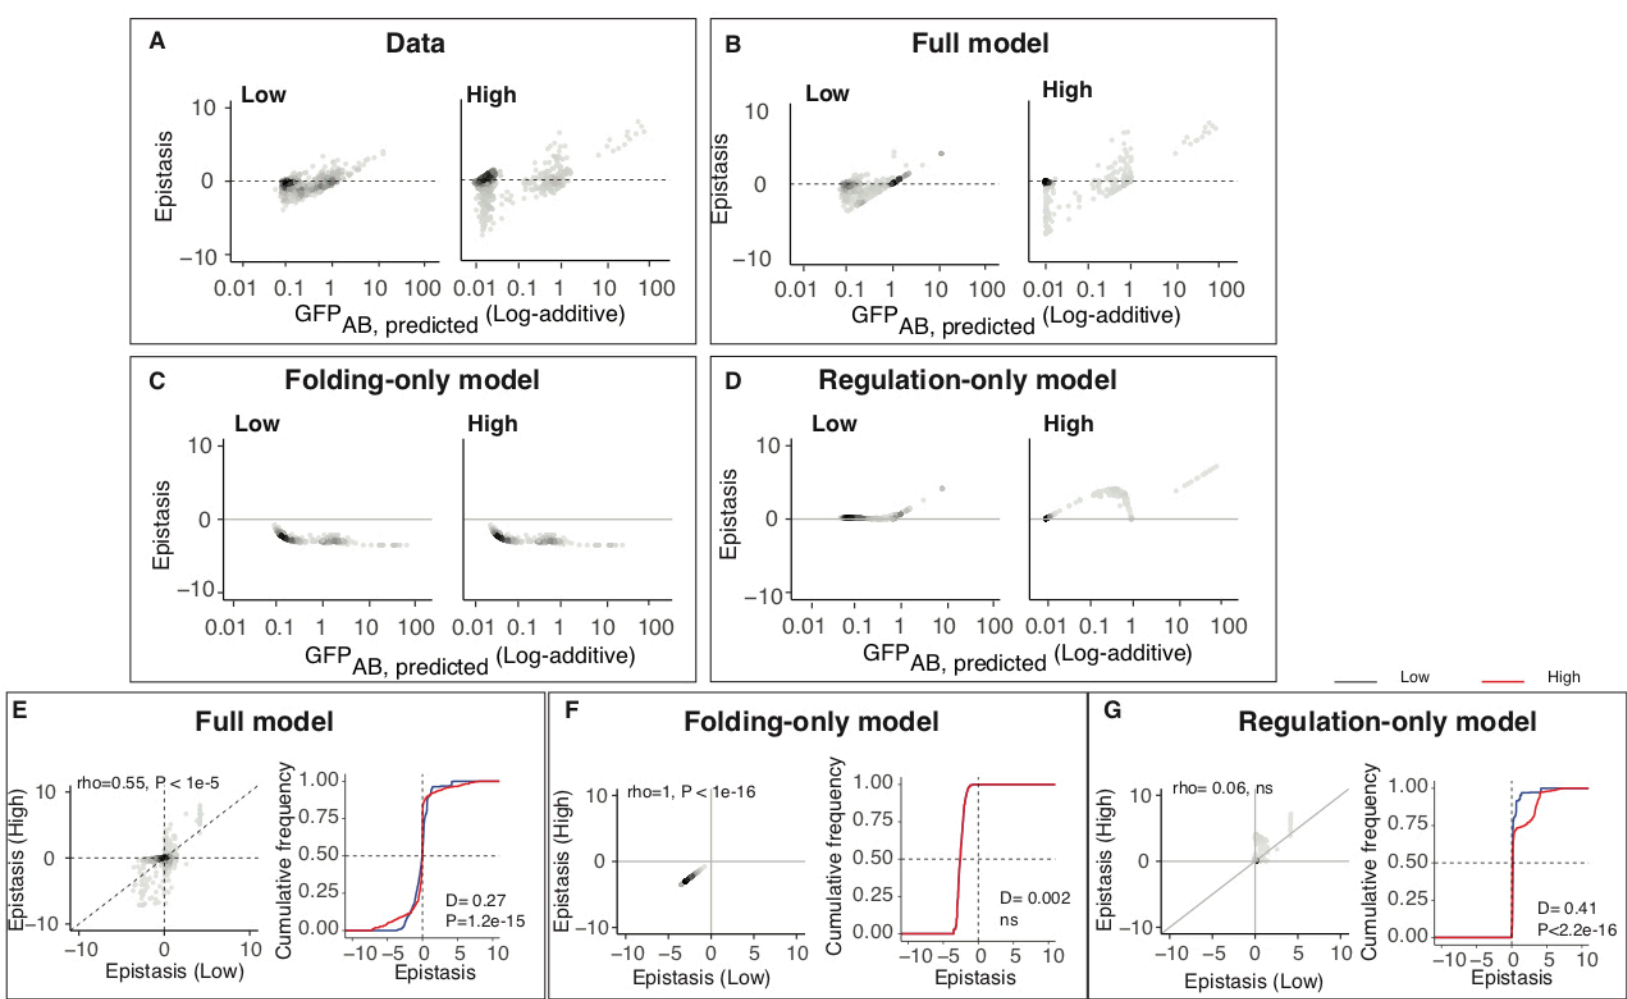 A
Data
Low
High
Epistasis
10
0
−10
0.01 0.1 1 10 100
0.01 0.1 1 10 100
GFP AB, predicted (Log-additive)
B
Full model
Low
High
Epistasis
10
0
−10
0.01 0.1 1 10 100
0.01 0.1 1 10 100
GFP AB, predicted (Log-additive)
C
Folding-only model
Low
High
Epistasis
10
0
−10
0.01 0.1 1 10 100
0.01 0.1 1 10 100
GFP AB, predicted (Log-additive)
D
Regulation-only model
Low
High
Epistasis
10
0
−10
0.01 0.1 1 10 100
0.01 0.1 1 10 100
GFP AB, predicted (Log-additive)
Low
High
E
Full model
rho=0.55, P < 1e-5
Epistasis (High)
10
0
−10
−10 0 10
Epistasis (Low)
Cumulative frequency
1.00
0.75
0.50
0.25
0.00
D= 0.27
P=1.2e-15
−10 −5 0 5 10
Epistasis
F
Folding-only model
rho=1, P < 1e-16
Epistasis (High)
10
0
−10
−10 −5 0 5 10
Epistasis (Low)
Cumulative frequency
1.00
0.75
0.50
0.25
0.00
D= 0.002
ns
−10 −5 0 5 10
Epistasis
G
Regulation-only model
rho= 0.06, ns
Epistasis (High)
10
0
−10
−10 −5 0 5 10
Epistasis (Low)
Cumulative frequency
1.00
0.75
0.50
0.25
0.00
D= 0.41
P<2.2e-16
−10 −5 0 5 10
Epistasis